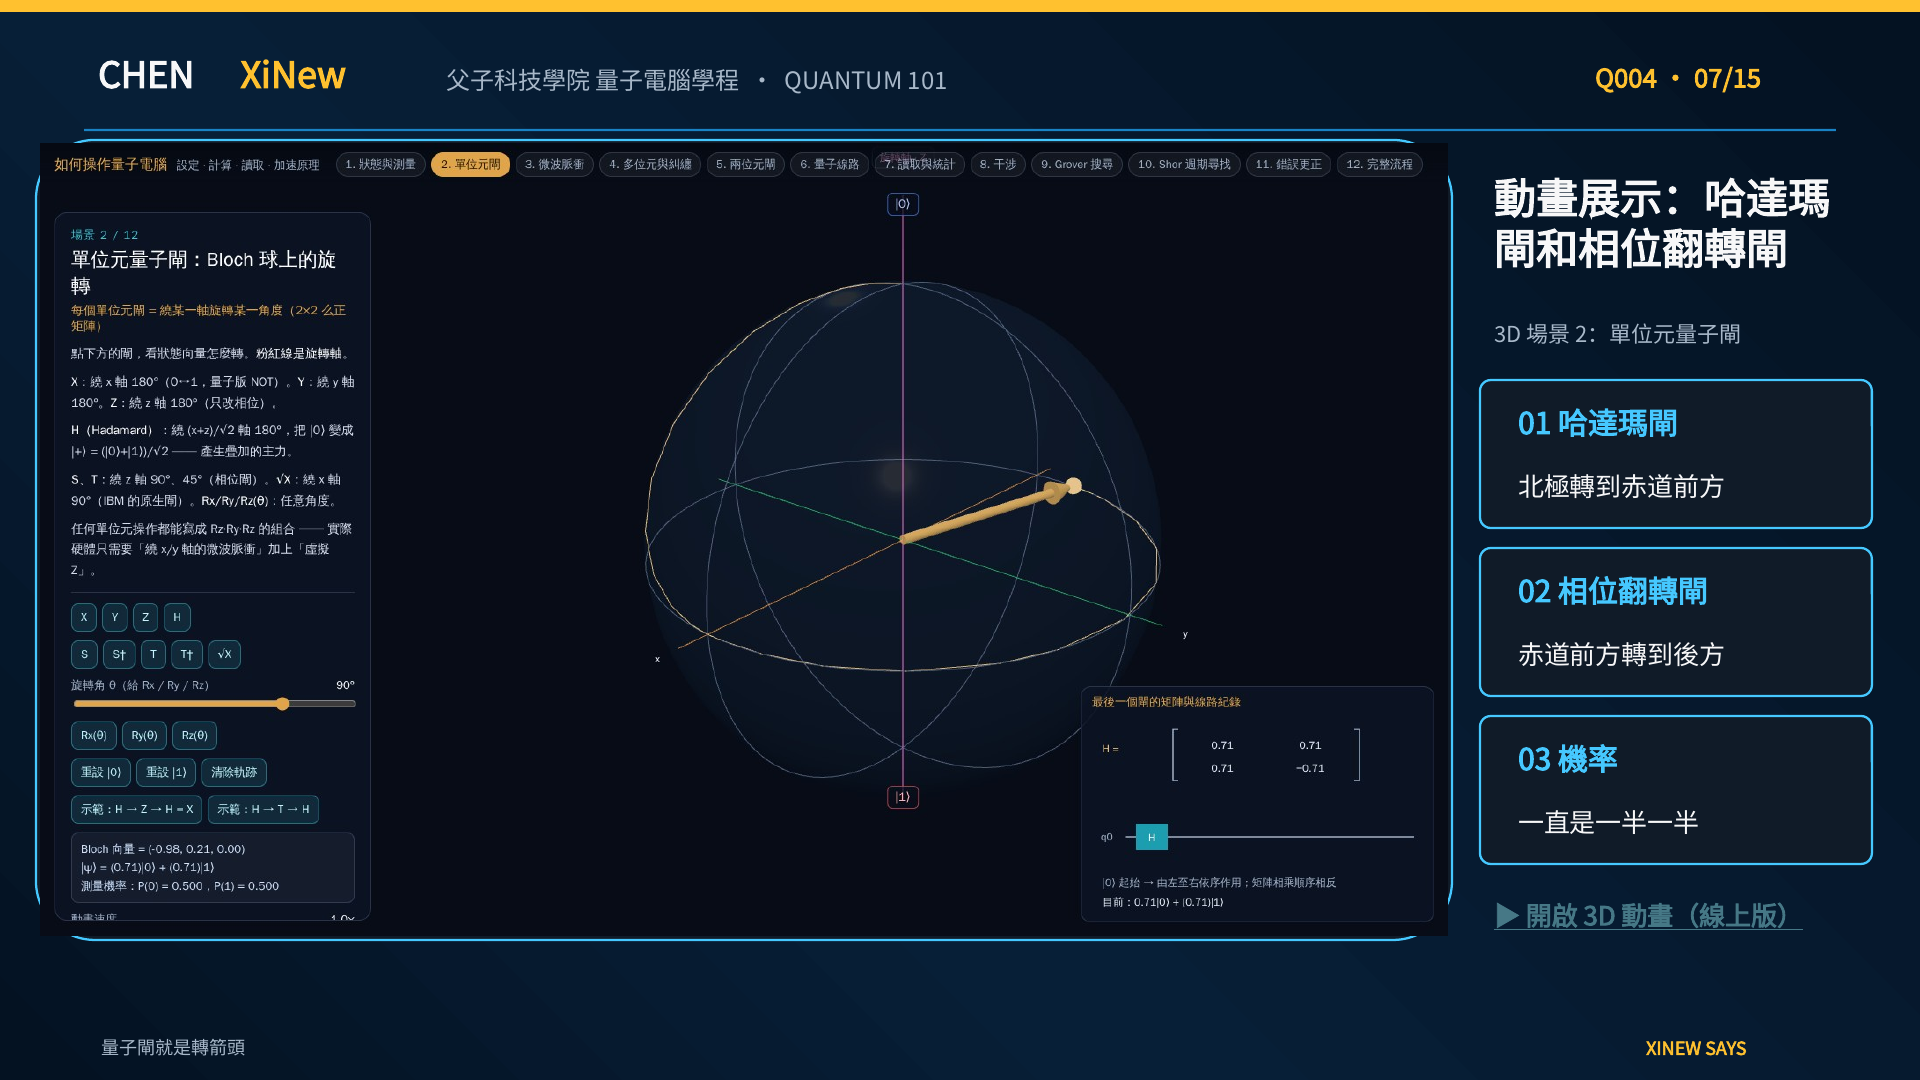 CHEN XiNew 父子科技學院 量子電腦學程 · QUANTUM 101 Q004 · 07/15
如何操作量子電腦 設定 · 計算 · 讀取 · 加速原理 1. 狀態與測量 2. 單位元閘 3. 微波脈衝 4. 多位元與糾纏 5. 兩位元閘 6. 量子線路 7. 讀取與統計 8. 干涉 9. Grover 搜尋 10. Shor 週期尋找 11. 錯誤更正 12. 完整流程
場景 2 / 12
單位元量子閘：Bloch 球上的旋
轉
每個單位元閘 = 繞某一軸旋轉某一角度（2×2 么正
矩陣）
點下方的閘，看狀態向量怎麼轉。粉紅線是旋轉軸。
X：繞 x 軸 180°（0↔1，量子版 NOT）。Y：繞 y 軸
180°。Z：繞 z 軸 180°（只改相位）。
H（Hadamard）：繞 (x+z)/√2 軸 180°，把 |0⟩ 變成
|+⟩ = (|0⟩+|1⟩)/√2 —— 產生疊加的主力。
S、T：繞 z 軸 90°、45°（相位閘）。√X：繞 x 軸
90°（IBM 的原生閘）。Rx/Ry/Rz(θ)：任意角度。
任何單位元操作都能寫成 Rz·Ry·Rz 的組合 —— 實際
硬體只需要「繞 x/y 軸的微波脈衝」加上「虛擬
Z」。
X Y Z H
S S† T T† √X
旋轉角 θ（給 Rx / Ry / Rz） 90°
Rx(θ) Ry(θ) Rz(θ)
重設 |0⟩ 重設 |1⟩ 清除軌跡
示範：H → Z → H = X 示範：H → T → H
Bloch 向量 = (-0.98, 0.21, 0.00)
|ψ⟩ = (0.71)|0⟩ + (0.71)|1⟩
測量機率：P(0) = 0.500，P(1) = 0.500
動畫速度 1.0×
|0⟩
x
y
|1⟩
最後一個閘的矩陣與線路紀錄
H =
0.71 0.71
0.71 −0.71
q0 H
|0⟩ 起始 → 由左至右依序作用；矩陣相乘順序相反
目前：0.71|0⟩ + (0.71)|1⟩
動畫展示：哈達瑪
閘和相位翻轉閘
3D 場景 2：單位元量子閘
01 哈達瑪閘
北極轉到赤道前方
02 相位翻轉閘
赤道前方轉到後方
03 機率
一直是一半一半
▶ 開啟 3D 動畫（線上版）
量子閘就是轉箭頭
XINEW SAYS